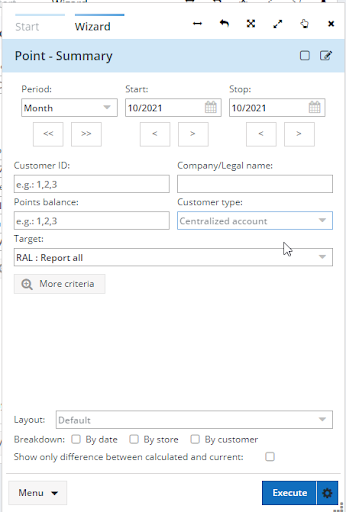 Start Wizard
Point - Summary
Period: Start: Stop:
Month 10/2021 10/2021
<< >> < > < >
Customer ID: Company/Legal name:
e.g.: 1,2,3
Points balance: Customer type:
e.g.: 1,2,3 Centralized account
Target:
RAL : Report all
More criteria
Layout: Default
Breakdown: By date By store By customer
Show only difference between calculated and current:
Menu Execute